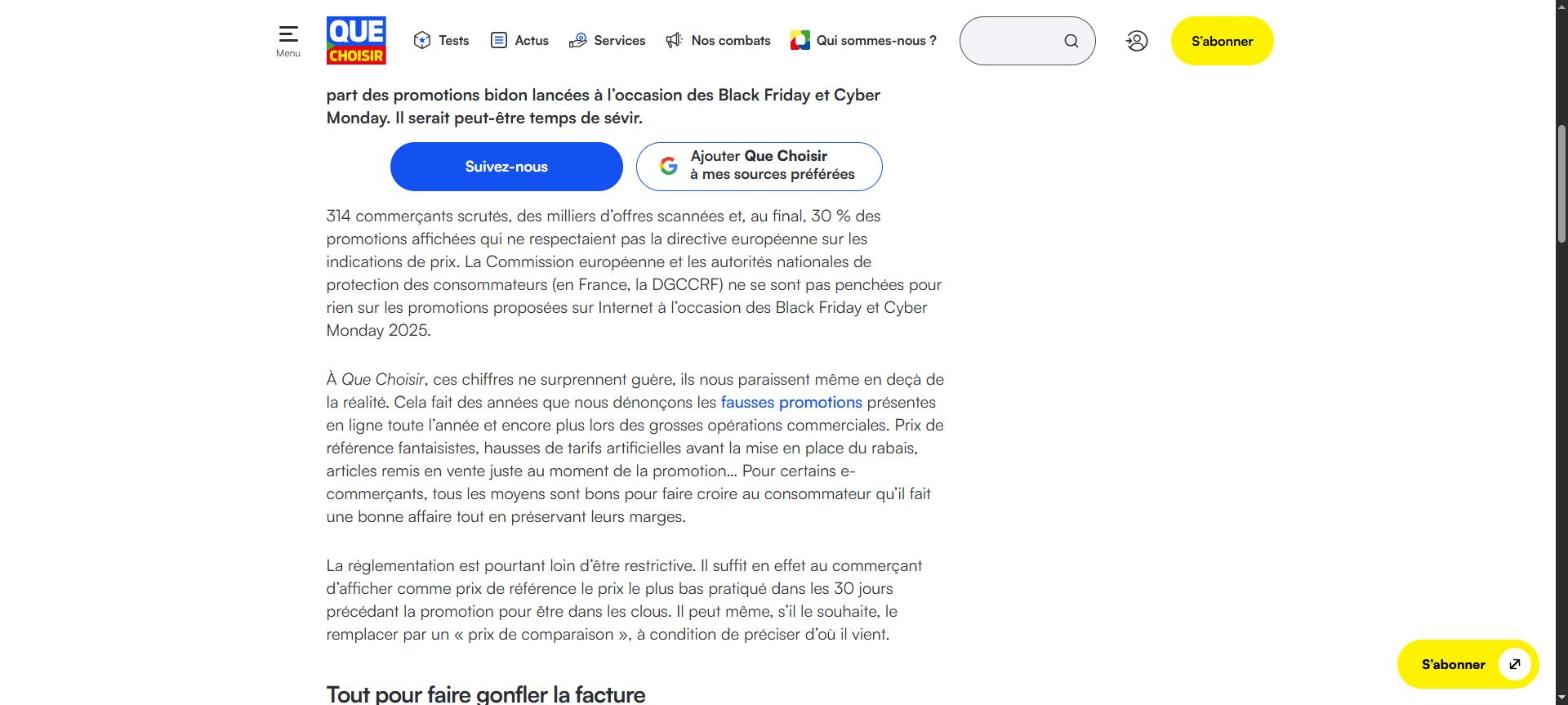 Menu
QUE
CHOISIR
Tests
Actus
Services
Nos combats
Qui sommes-nous ?
S'abonner
part des promotions bidon lancées à l'occasion des Black Friday et Cyber
Monday. Il serait peut-être temps de sévir.
Suivez-nous
Ajouter Que Choisir
à mes sources préférées
314 commerçants scrutés, des milliers d'offres scannées et, au final, 30 % des
promotions affichées qui ne respectaient pas la directive européenne sur les
indications de prix. La Commission européenne et les autorités nationales de
protection des consommateurs (en France, la DGCCRF) ne se sont pas penchées pour
rien sur les promotions proposées sur Internet à l'occasion des Black Friday et Cyber
Monday 2025.
À Que Choisir, ces chiffres ne surprennent guère, ils nous paraissent même en deçà de
la réalité. Cela fait des années que nous dénonçons les fausses promotions présentes
en ligne toute l'année et encore plus lors des grosses opérations commerciales. Prix de
référence fantaisistes, hausses de tarifs artificielles avant la mise en place du rabais,
articles remis en vente juste au moment de la promotion… Pour certains e-
commerçants, tous les moyens sont bons pour faire croire au consommateur qu'il fait
une bonne affaire tout en préservant leurs marges.
La réglementation est pourtant loin d'être restrictive. Il suffit en effet au commerçant
d'afficher comme prix de référence le prix le plus bas pratiqué dans les 30 jours
précédant la promotion pour être dans les clous. Il peut même, s'il le souhaite, le
remplacer par un « prix de comparaison », à condition de préciser d'où il vient.
S'abonner
Tout pour faire gonfler la facture